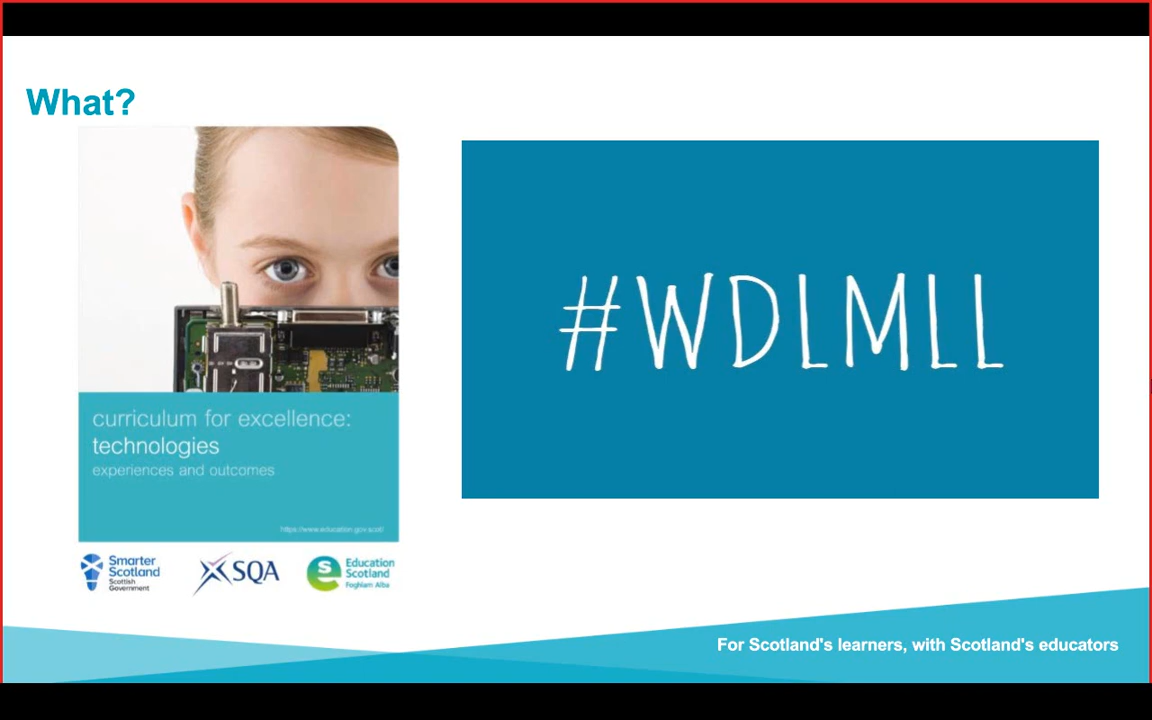 What?
#WDLMLL
curriculum for excellence:
technologies
experiences and outcomes
https://www.education.gov.scot/
Smarter
Scotland
Scottish
Government
SQA
Education
Scotland
Foghlam Alba
For Scotland's learners, with Scotland's educators